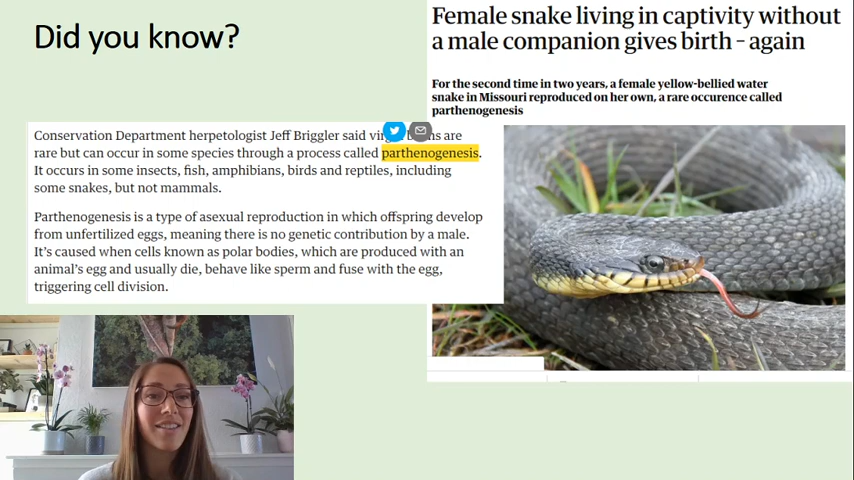 Did you know?
Female snake living in captivity without
a male companion gives birth – again
For the second time in two years, a female yellow-bellied water
snake in Missouri reproduced on her own, a rare occurence called
parthenogenesis
Conservation Department herpetologist Jeff Briggler said are
rare but can occur in some species through a process called parthenogenesis.
It occurs in some insects, fish, amphibians, birds and reptiles, including
some snakes, but not mammals.
Parthenogenesis is a type of asexual reproduction in which offspring develop
from unfertilized eggs, meaning there is no genetic contribution by a male.
It’s caused when cells known as polar bodies, which are produced with an
animal’s egg and usually die, behave like sperm and fuse with the egg,
triggering cell division.